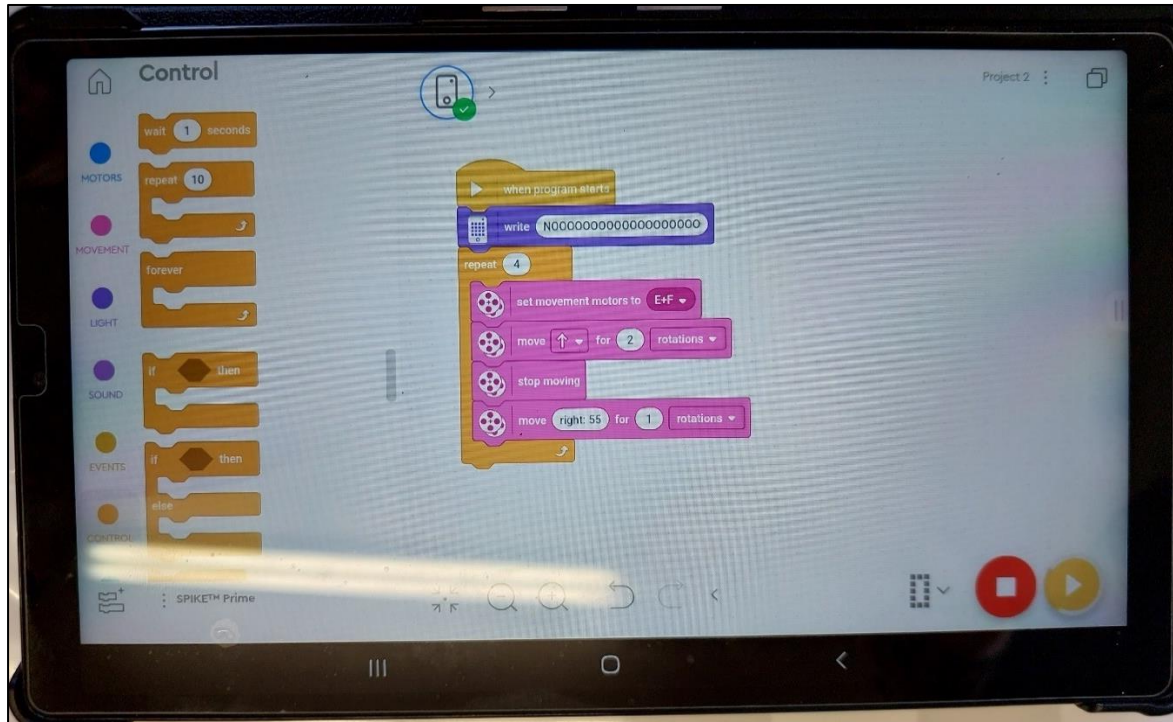 Control
Project 2
wait 1 seconds
MOTORS
repeat 10
MOVEMENT
forever
LIGHT
if then
SOUND
EVENTS
if then
else
CONTROL
SPIKE™ Prime
when program starts
write NOOOOOOOOOOOOOOOOOOO
repeat 4
set movement motors to E+F
move for 2 rotations
stop moving
move right: 55 for 1 rotations